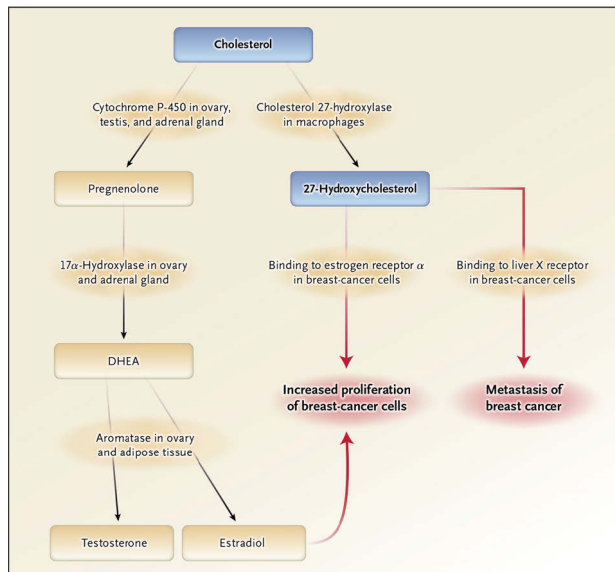 Cholesterol
Cytochrome P-450 in ovary,
testis, and adrenal gland
Cholesterol 27-hydroxylase
in macrophages
Pregnenolone
27-Hydroxycholesterol
17α-Hydroxylase in ovary
and adrenal gland
Binding to estrogen receptor α
in breast-cancer cells
Binding to liver X receptor
in breast-cancer cells
DHEA
Increased proliferation
of breast-cancer cells
Metastasis of
breast cancer
Aromatase in ovary
and adipose tissue
Testosterone
Estradiol